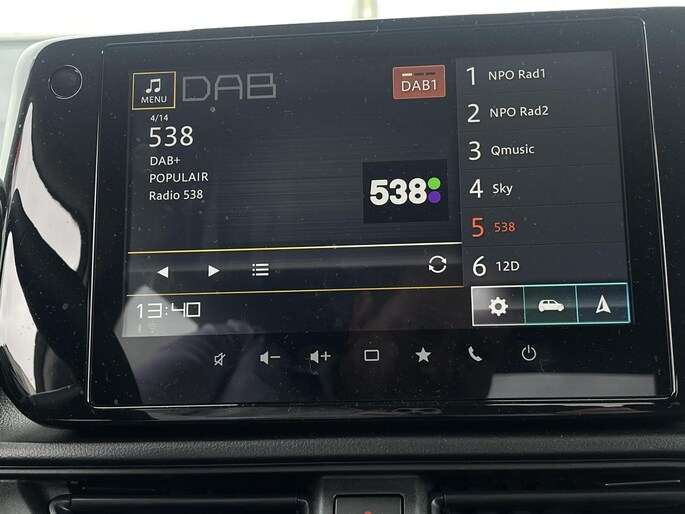 DAB
MENU
DAB1
4/14
538
DAB+
POPULAIR
Radio 538
538
13:40
1 NPO Rad1
2 NPO Rad2
3 Qmusic
4 Sky
5 538
6 12D